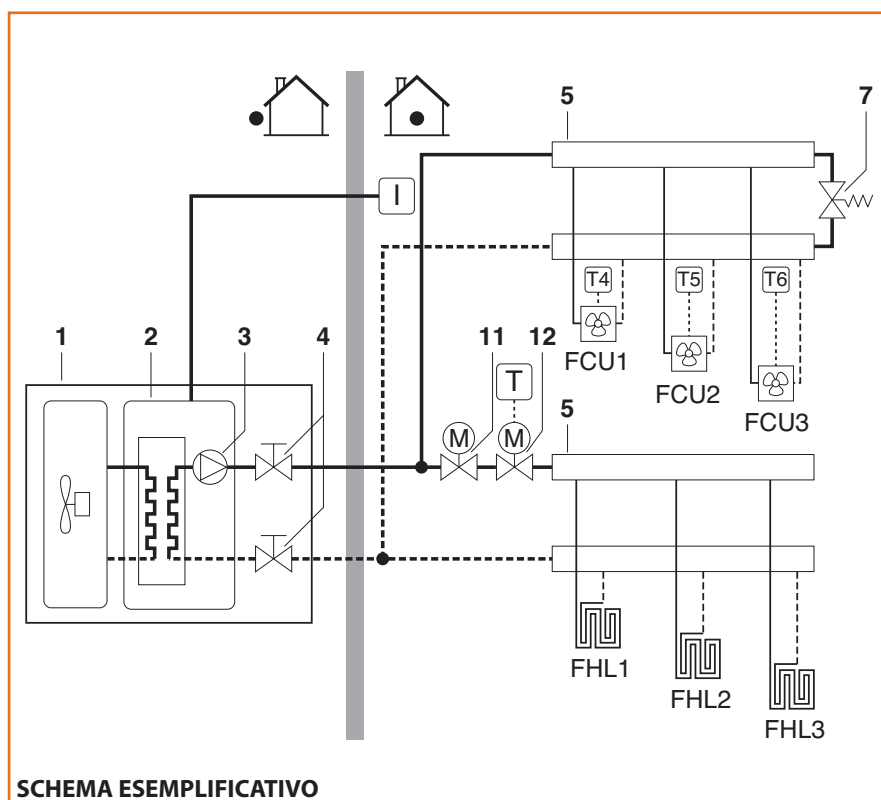 5
7
I
T4
T5
T6
1
2
3
4
11
12
FCU1
FCU2
FCU3
T
5
M
M
FHL1
FHL2
FHL3
SCHEMA ESEMPLIFICATIVO